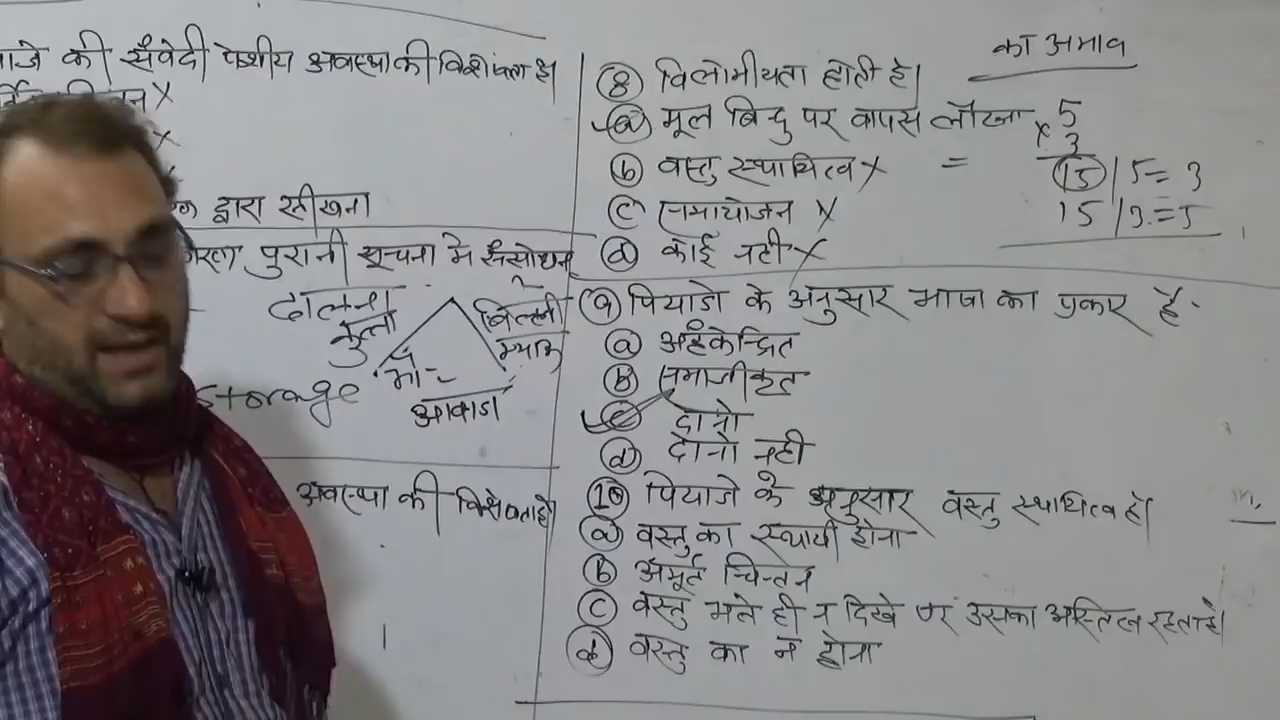 की संवेदी पेशीय अवस्था की विशेषता है।
X
X
द्वारा सीखना
पुरानी सूचना मे संसोधन
ढालना
कुत्ता
बिल्ली
म्याऊ
भो-
आवाज
storage
अवस्था की विशेषता है।
का अभाव
⑧ विलोमीयता होती है।
ⓐ मूल बिन्दु पर वापस लौटना
ⓑ वस्तु स्थायित्व X
ⓒ समायोजन X
ⓓ कोई नही X
5
x 3
= 15 / 5 = 3
15 / 3 = 5
⑨ पियाजे के अनुसार भाषा का प्रकार है-
ⓐ अहंकेन्द्रित
ⓑ समाजीकृत
ⓒ दोनो
ⓓ दोनो नही
⑩ पियाजे के अनुसार वस्तु स्थायित्व है।
ⓐ वस्तु का स्थायी होना
ⓑ अमूर्त चिन्तन
ⓒ वस्तु भले ही न दिखे पर उसका अस्तित्व रहता है।
ⓓ वस्तु का न होना